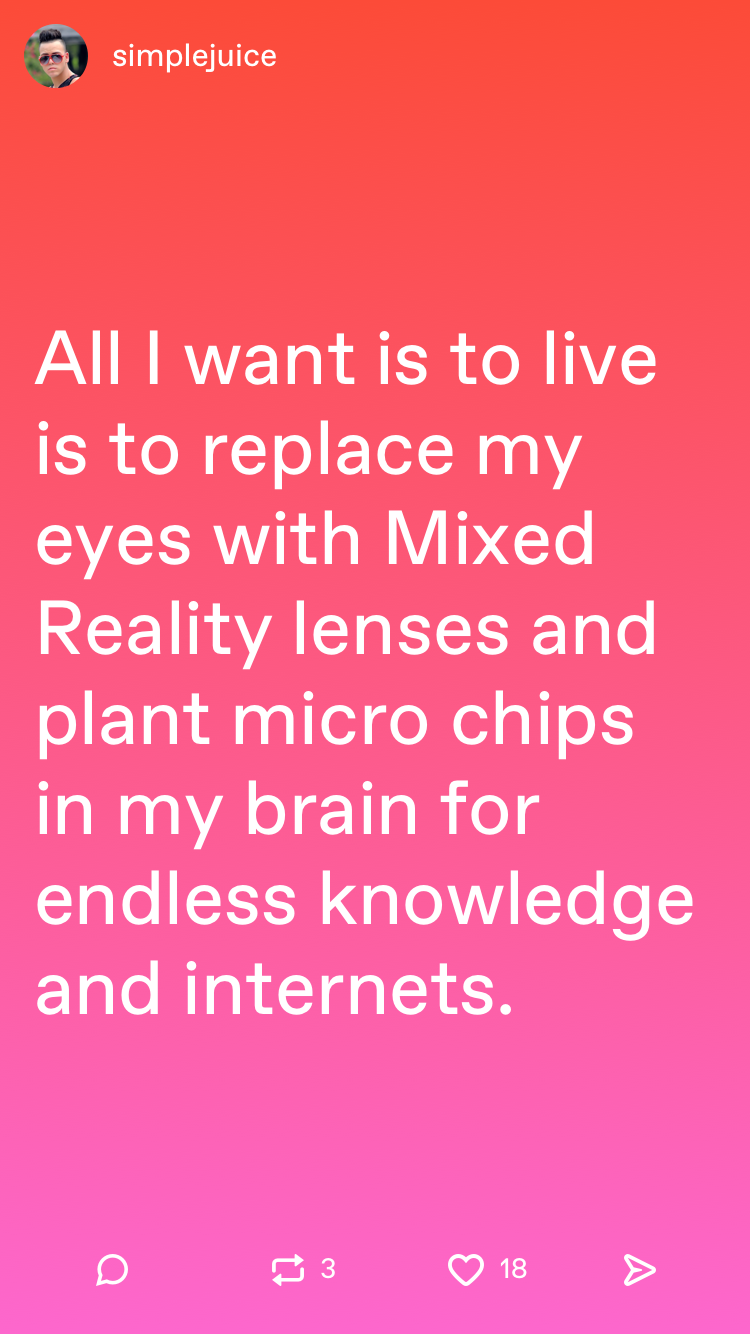 simplejuice
All I want is to live
is to replace my
eyes with Mixed
Reality lenses and
plant micro chips
in my brain for
endless knowledge
and internets.
3 18